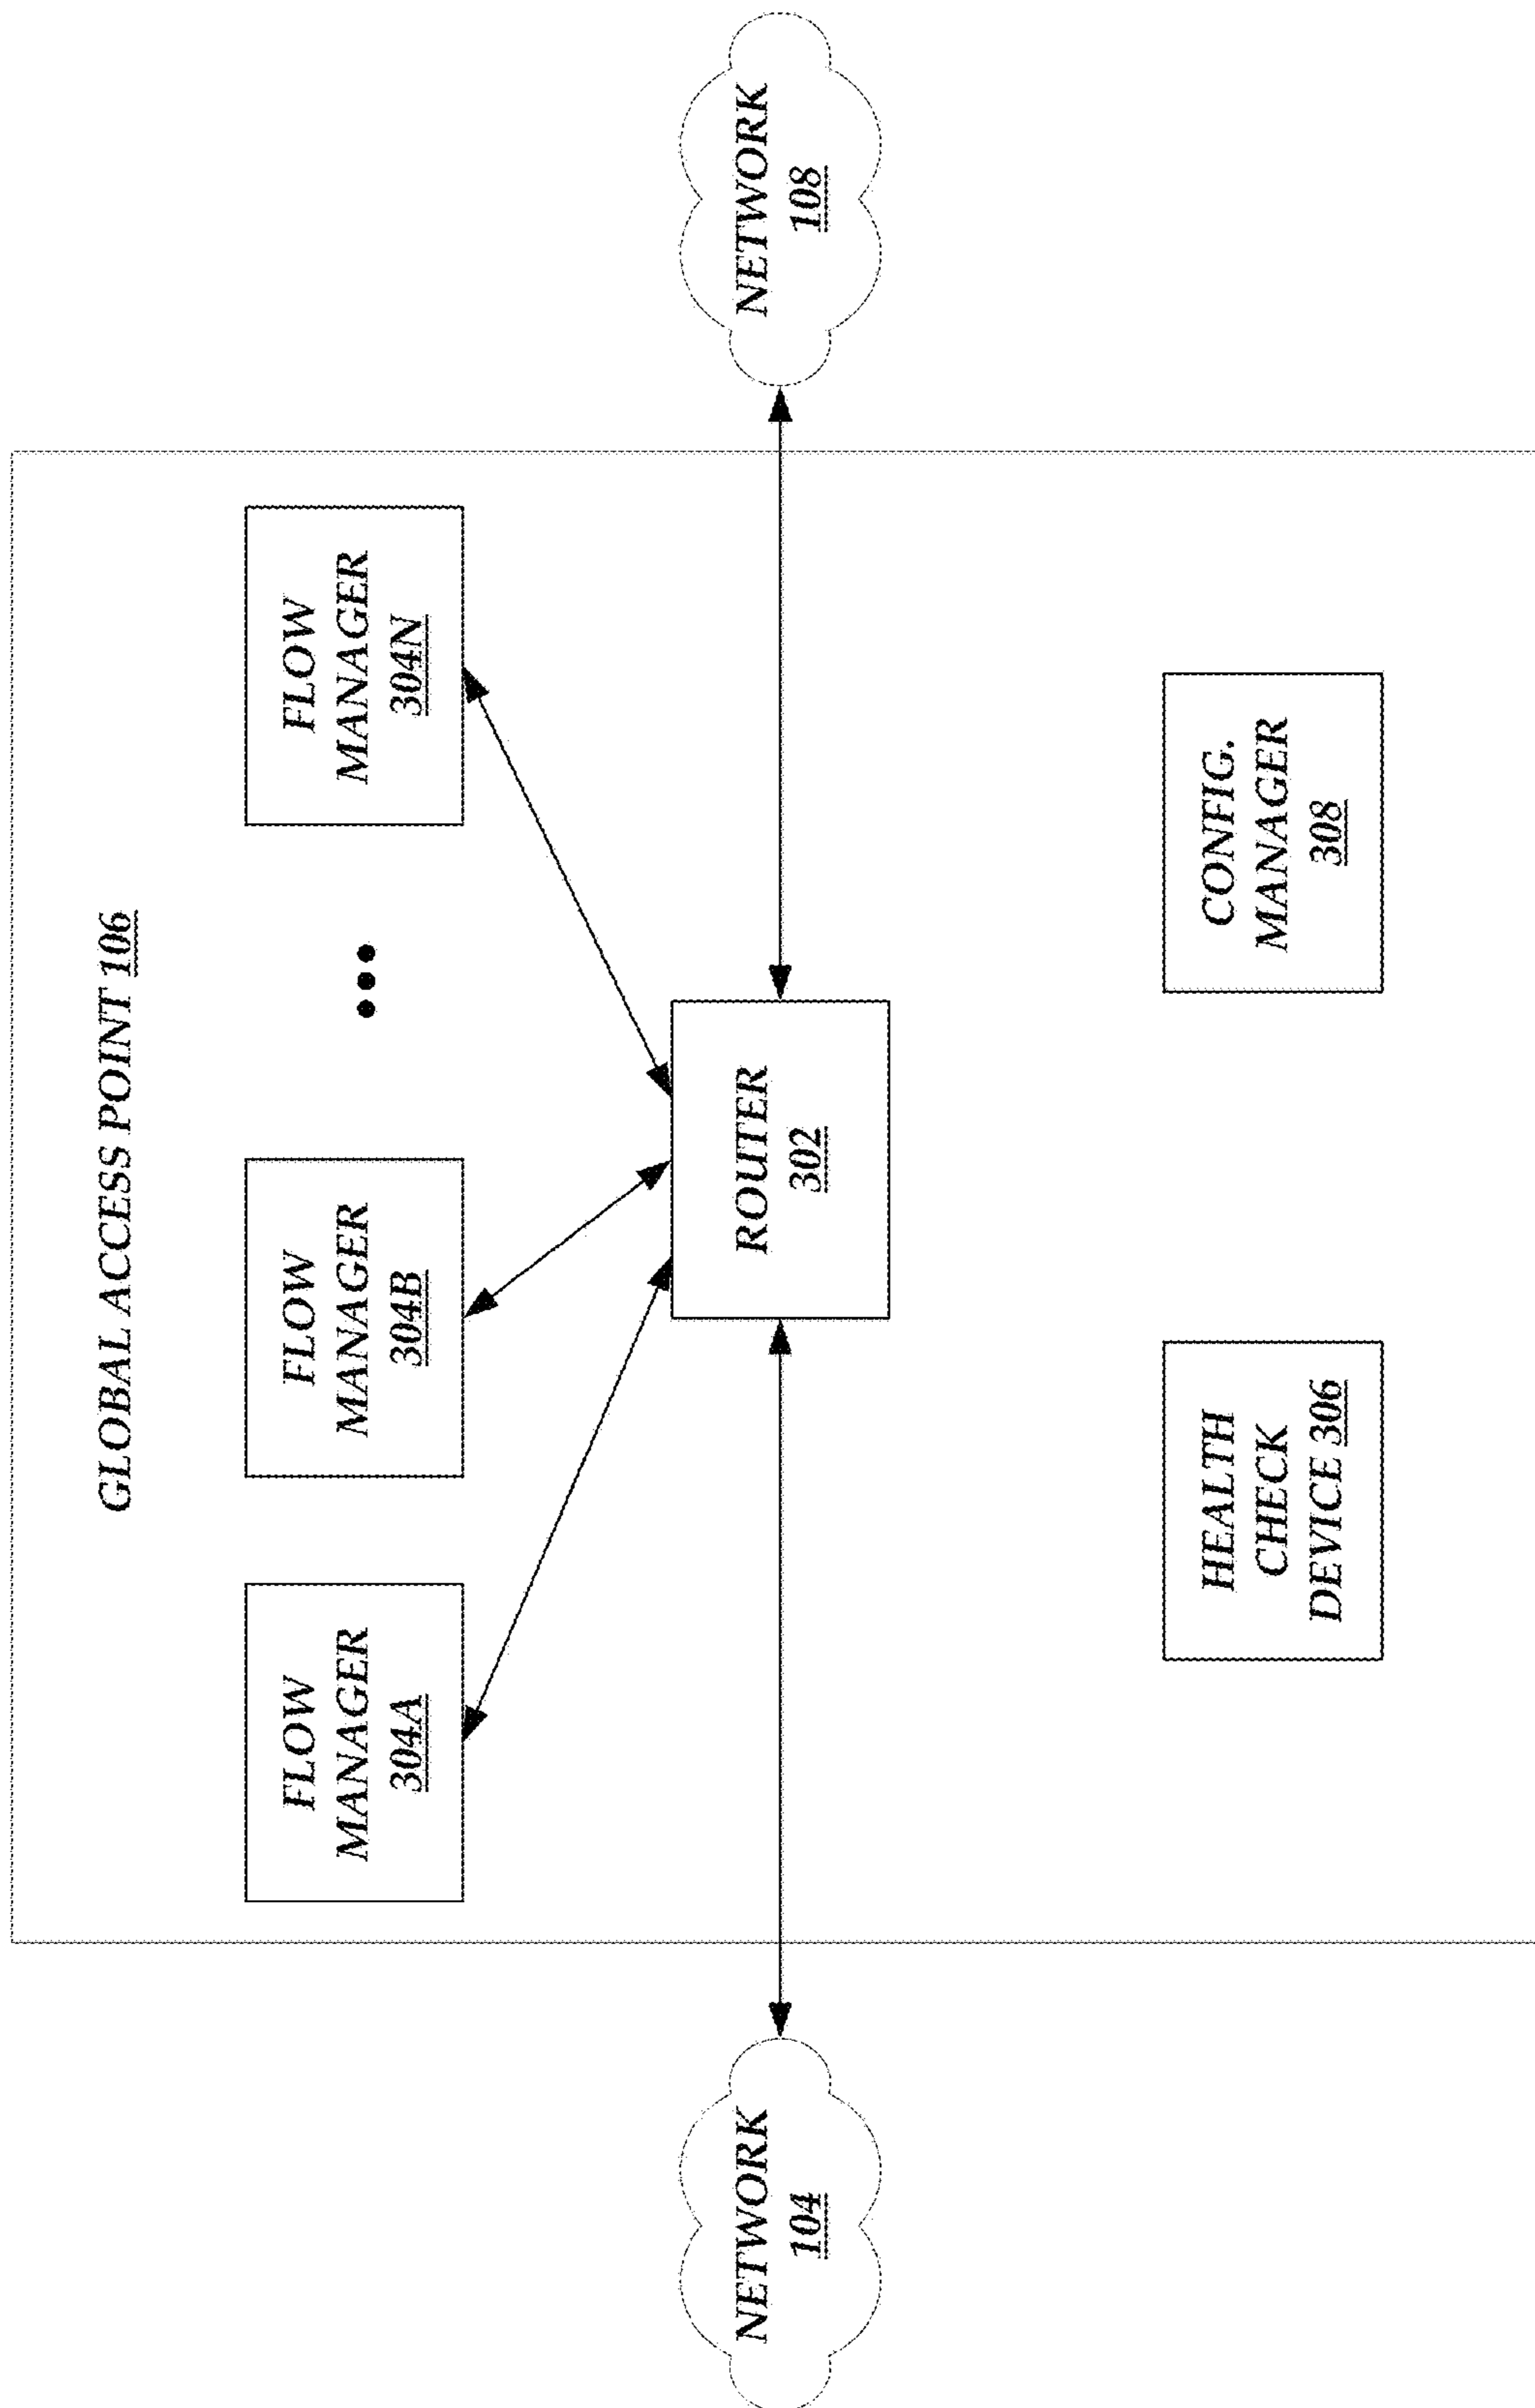 GLOBAL ACCESS POINT 106
FLOW
MANAGER
304A
FLOW
MANAGER
304B
FLOW
MANAGER
304N
NETWORK
104
ROUTER
302
NETWORK
108
HEALTH
CHECK
DEVICE 306
CONFIG.
MANAGER
308